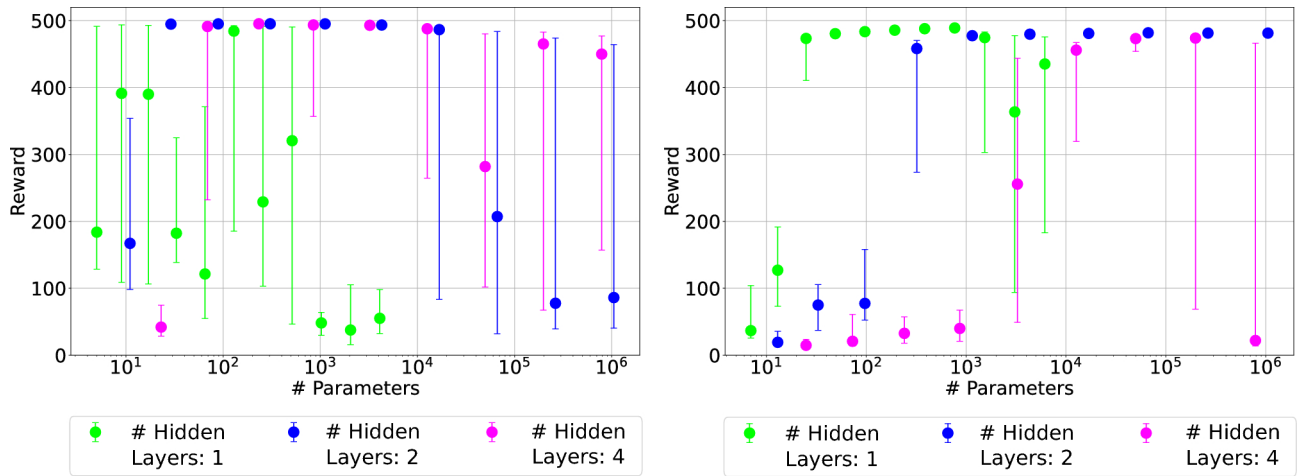 500
400
300
200
100
0
Reward
10^1
10^2
10^3
10^4
10^5
10^6
# Parameters
# Hidden
Layers: 1
# Hidden
Layers: 2
# Hidden
Layers: 4
500
400
300
200
100
0
Reward
10^1
10^2
10^3
10^4
10^5
10^6
# Parameters
# Hidden
Layers: 1
# Hidden
Layers: 2
# Hidden
Layers: 4